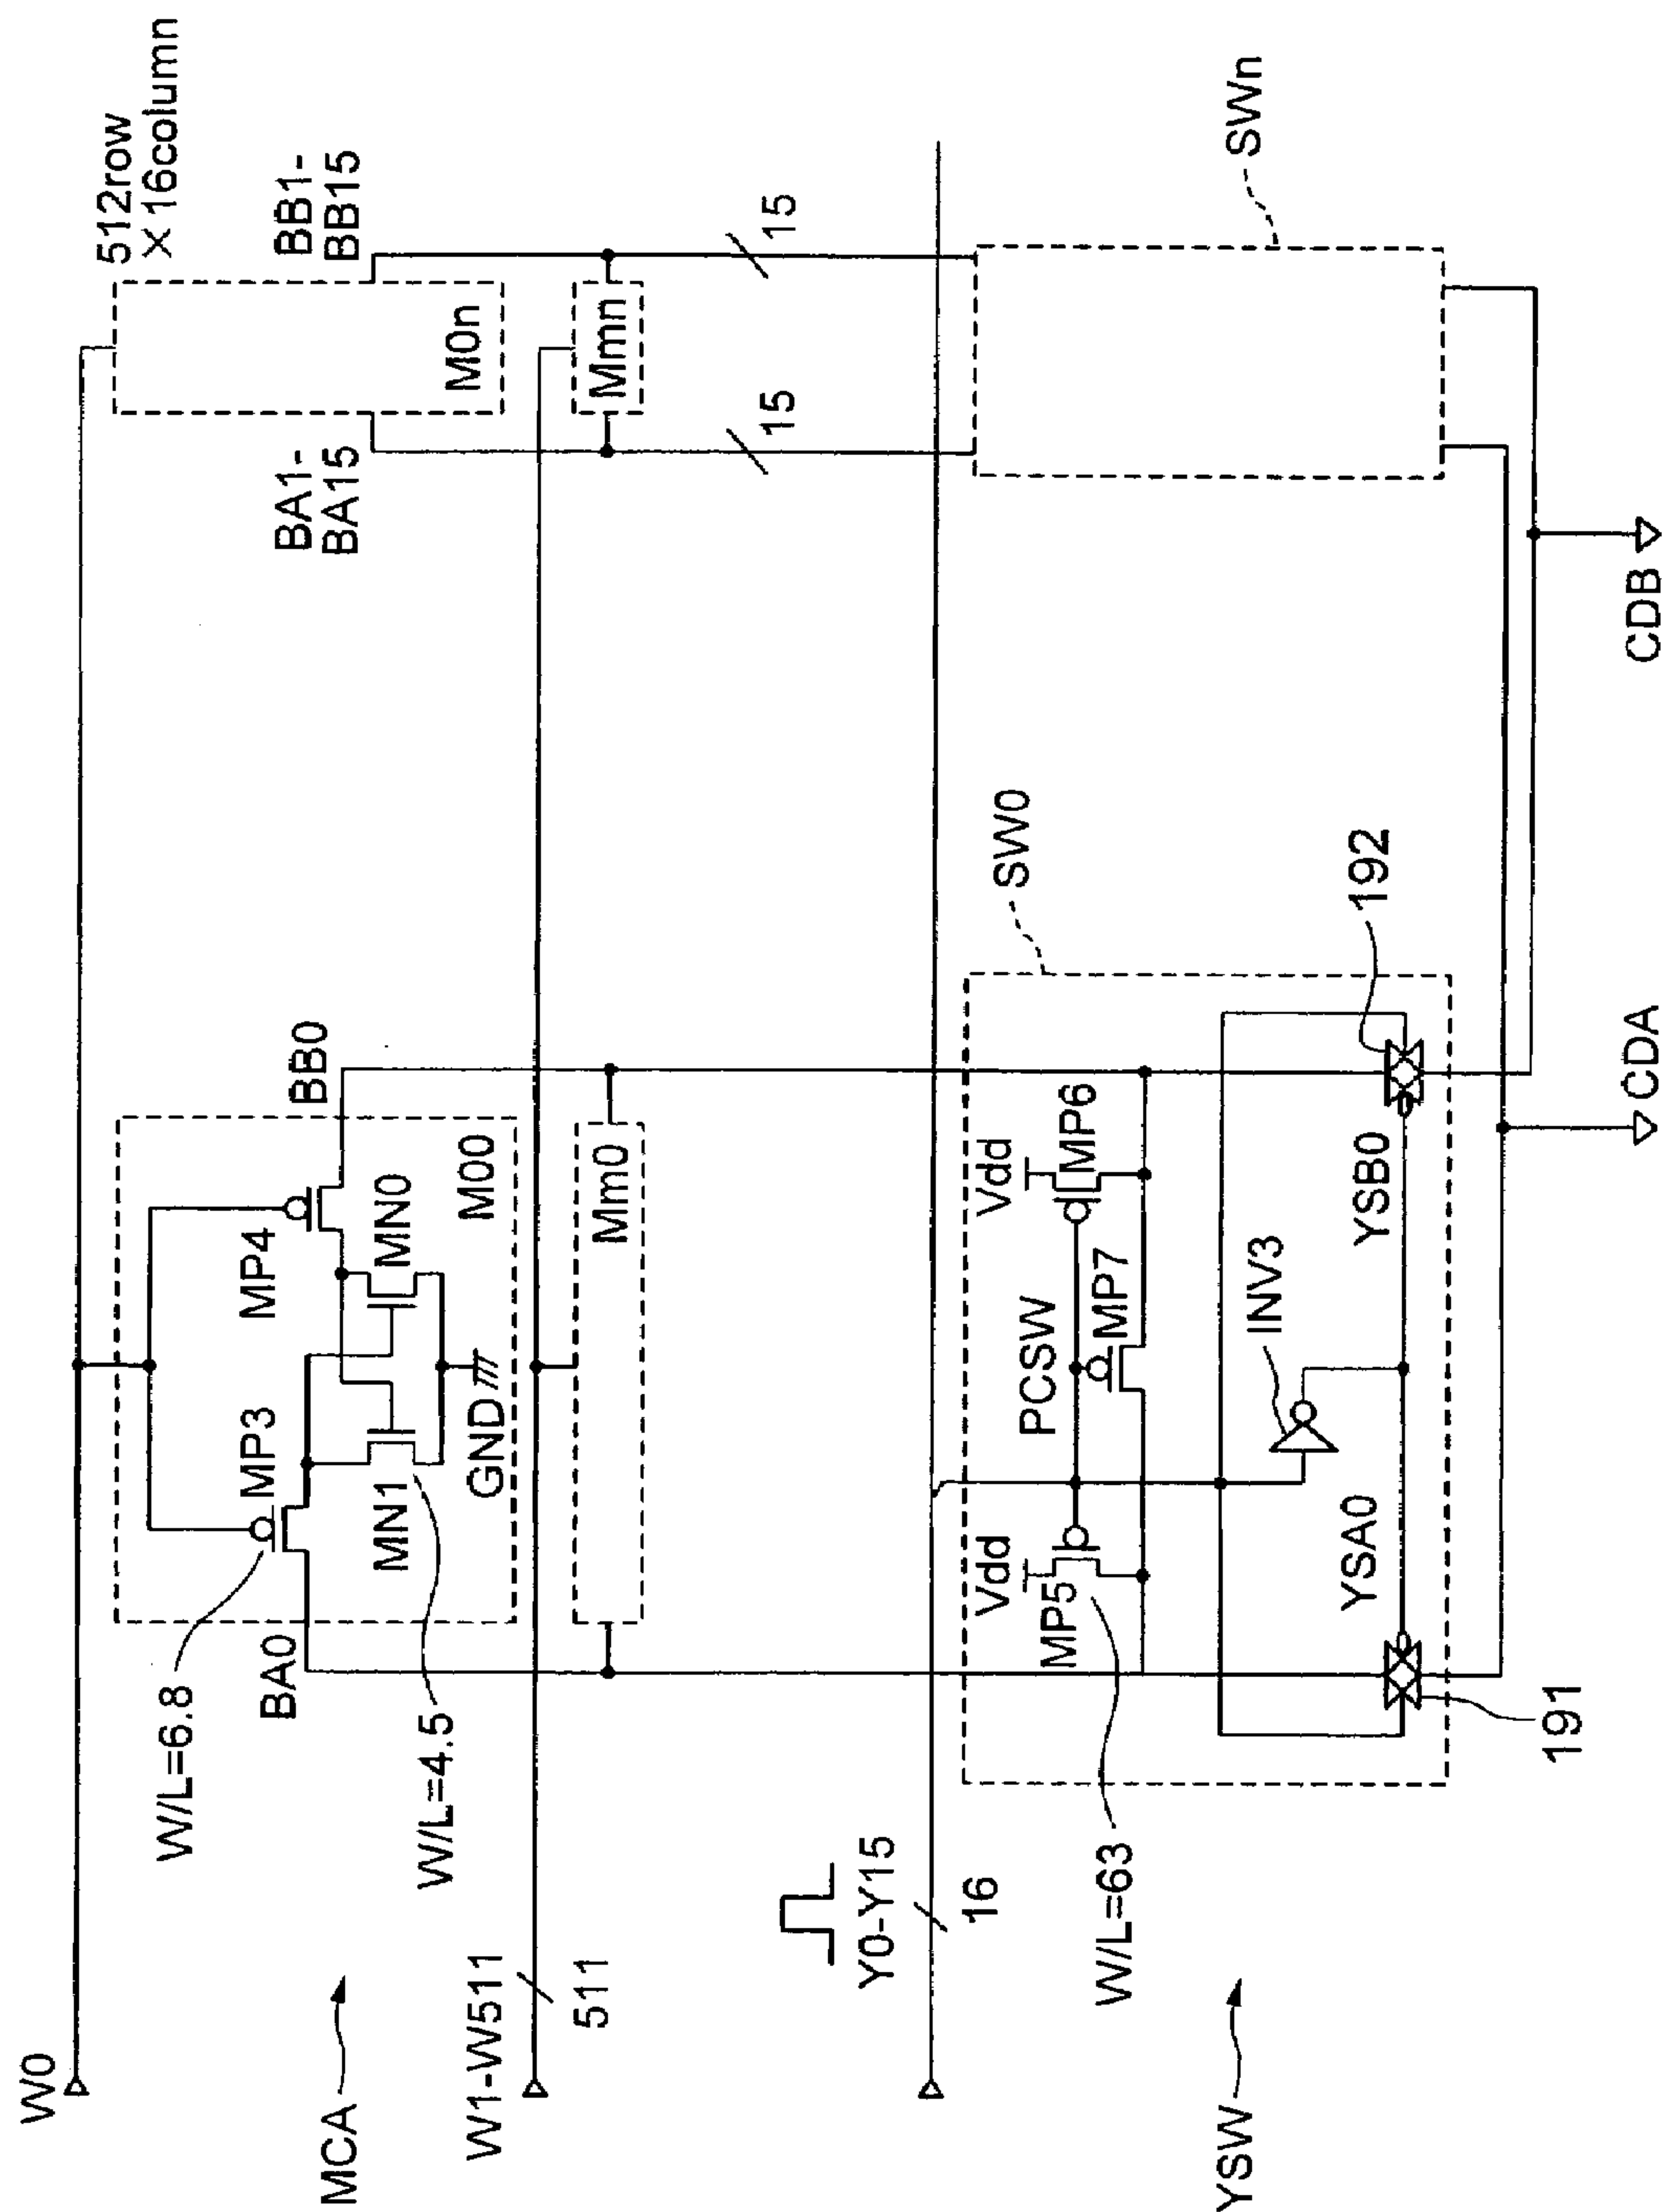 W0
512row
×16column
MCA
W/L=6.8
MP3
MP4
BA0
BB0
BA1-
BA15
BB1-
BB15
MN1
MN0
W/L=4.5
GND
M00
M0n
W1-W511
511
Mm0
Mmn
15
15
Y0-Y15
16
SW0
SWn
Vdd
PCSW
Vdd
MP5
MP7
MP6
W/L=63
YSW
INV3
YSA0
YSB0
191
192
CDA
CDB